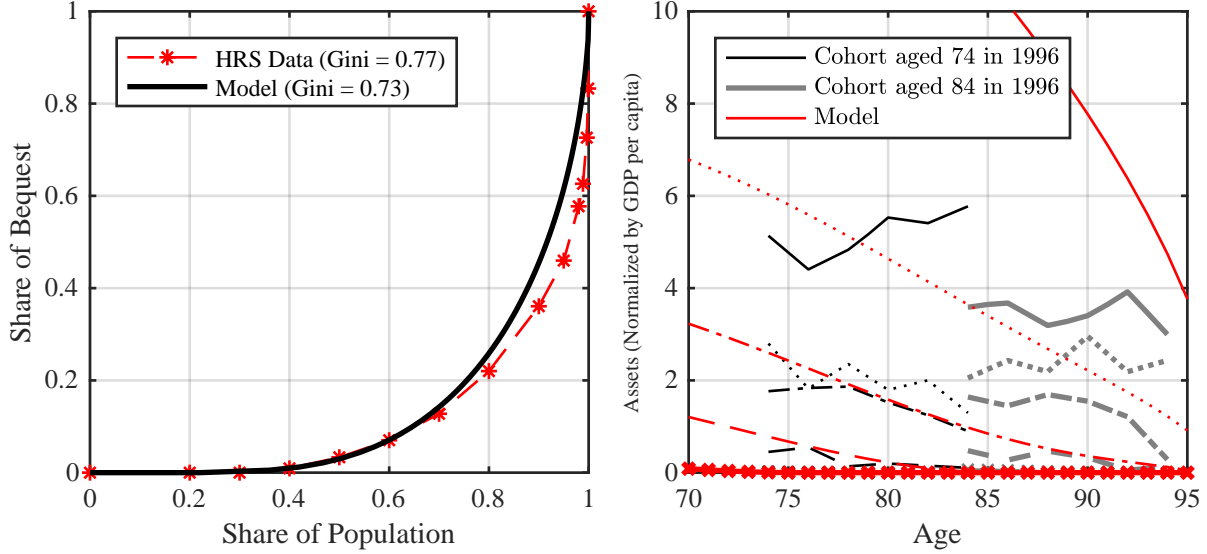 1
0.8
0.6
0.4
0.2
0
0
0.2
0.4
0.6
0.8
1
Share of Bequest
Share of Population
HRS Data (Gini = 0.77)
Model (Gini = 0.73)
10
8
6
4
2
0
70
75
80
85
90
95
Assets (Normalized by GDP per capita)
Age
Cohort aged 74 in 1996
Cohort aged 84 in 1996
Model